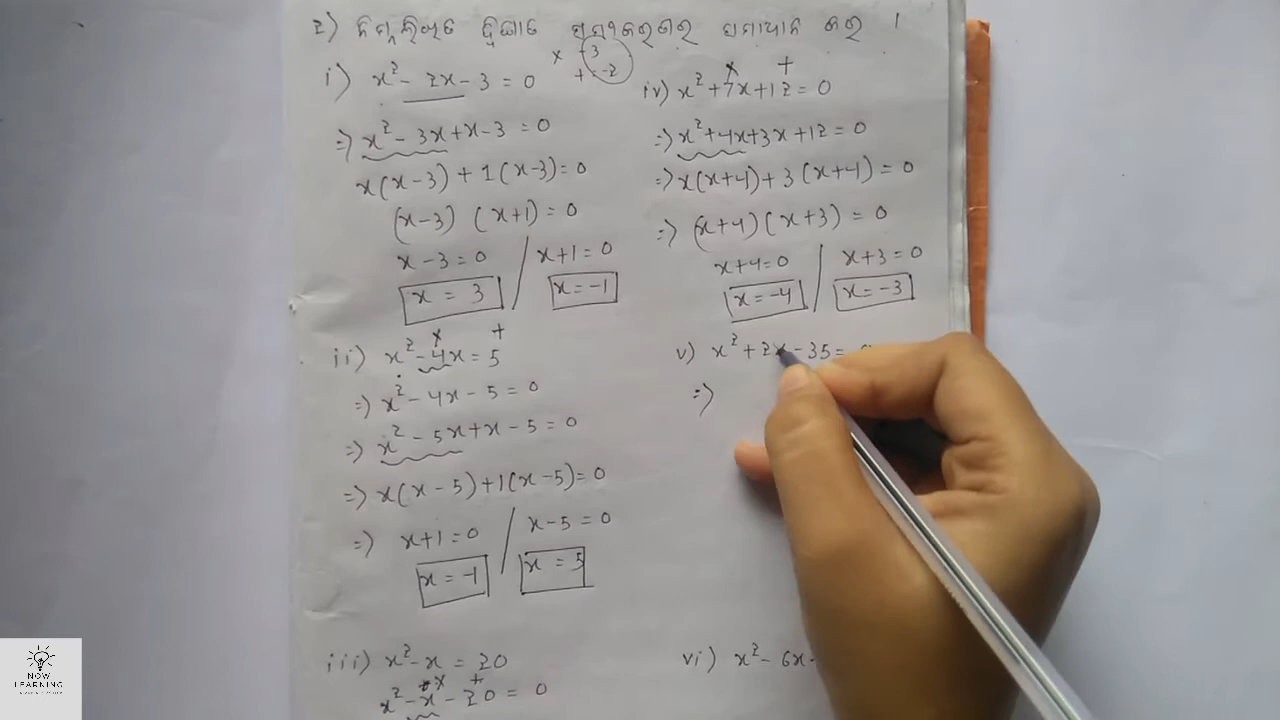 2) ନିମ୍ନଲିଖିତ ଦ୍ୱିଘାତ ସମୀକରଣର ସମାଧାନ କର ।
× -3
+ -2
i) x² - 2x - 3 = 0
=) x² - 3x + x - 3 = 0
x(x-3) + 1(x-3) = 0
(x-3) (x+1) = 0
x - 3 = 0 / x + 1 = 0
x = 3 x = -1
× +
ii) x² - 4x = 5
=) x² - 4x - 5 = 0
=) x² - 5x + x - 5 = 0
=) x(x - 5) + 1(x - 5) = 0
=) x+1 = 0 / x - 5 = 0
x = -1 x = 5
iii) x² - x = 20
× +
x² - x - 20 = 0
× +
iv) x² + 7x + 12 = 0
=) x² + 4x + 3x + 12 = 0
=) x(x+4) + 3(x+4) = 0
=) (x+4) (x+3) = 0
x+4=0 / x+3 = 0
x = -4 x = -3
v) x² + 2x - 35 =
=)
vi) x² - 6x
NOW
LEARNING